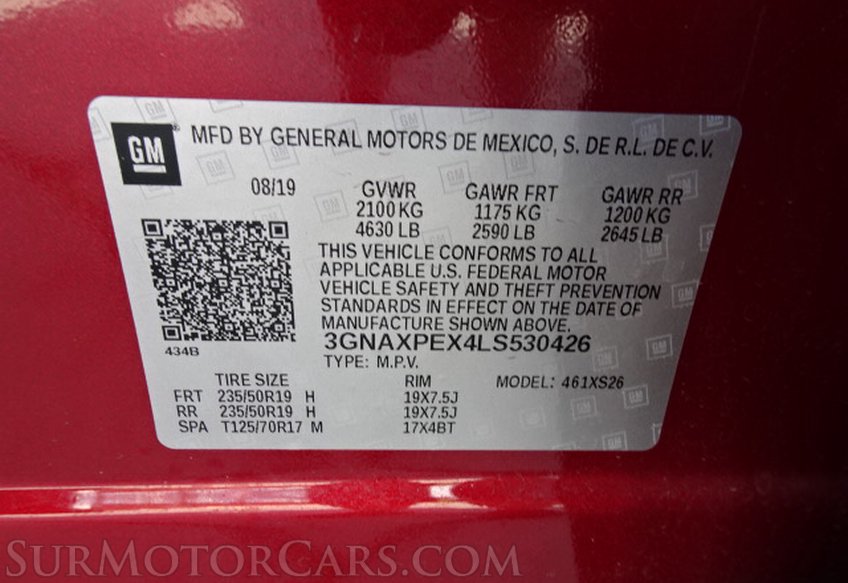 GM
MFD BY GENERAL MOTORS DE MEXICO, S. DE R.L. DE C.V.
08/19 GVWR GAWR FRT GAWR RR
2100 KG 1175 KG 1200 KG
4630 LB 2590 LB 2645 LB
THIS VEHICLE CONFORMS TO ALL
APPLICABLE U.S. FEDERAL MOTOR
VEHICLE SAFETY AND THEFT PREVENTION
STANDARDS IN EFFECT ON THE DATE OF
MANUFACTURE SHOWN ABOVE.
434B
3GNAXPEX4LS530426
TYPE: M.P.V.
TIRE SIZE RIM MODEL: 461XS26
FRT 235/50R19 H 19X7.5J
RR 235/50R19 H 19X7.5J
SPA T125/70R17 M 17X4BT
SURMOTORCARS.COM